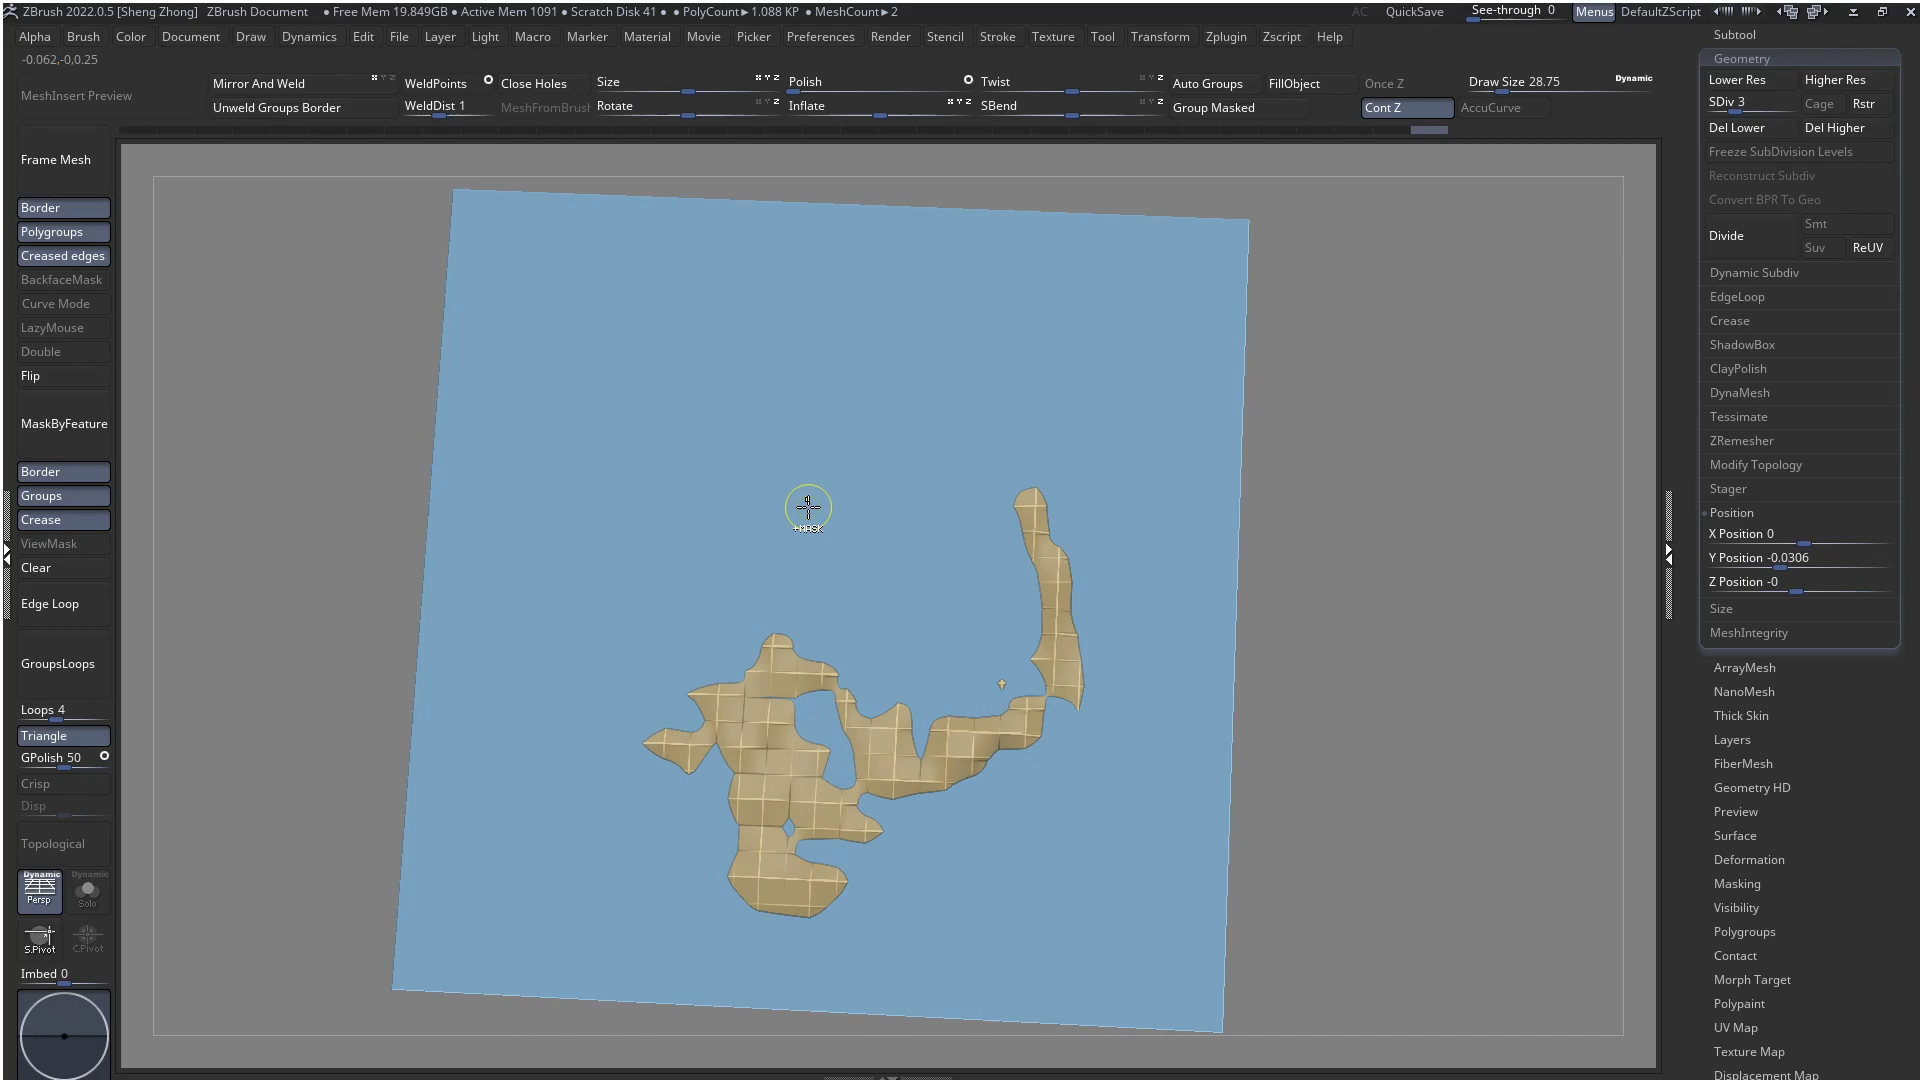 ZBrush 2022.0.5 [Sheng Zhong] ZBrush Document ● Free Mem 19.849GB ● Active Mem 1091 ● Scratch Disk 41 ● ● PolyCount► 1.088 KP ● MeshCount► 2 AC QuickSave See-through 0 Menus DefaultZScript
Alpha Brush Color Document Draw Dynamics Edit File Layer Light Macro Marker Material Movie Picker Preferences Render Stencil Stroke Texture Tool Transform Zplugin Zscript Help
-0.062,-0,0.25
MeshInsert Preview
Mirror And Weld
WeldPoints
Close Holes
Size
Polish
Twist
Auto Groups
FillObject
Once Z
Draw Size 28.75
Dynamic
Unweld Groups Border
WeldDist 1
MeshFromBrush
Rotate
Inflate
SBend
Group Masked
Cont Z
AccuCurve
Frame Mesh
Border
Polygroups
Creased edges
BackfaceMask
Curve Mode
LazyMouse
Double
Flip
MaskByFeature
Border
Groups
Crease
ViewMask
Clear
Edge Loop
GroupsLoops
Loops 4
Triangle
GPolish 50
Crisp
Disp
Topological
Dynamic
Persp
Dynamic
Solo
S.Pivot
C.Pivot
Imbed 0
+MASK
Subtool
Geometry
Lower Res
Higher Res
SDiv 3
Cage
Rstr
Del Lower
Del Higher
Freeze SubDivision Levels
Reconstruct Subdiv
Convert BPR To Geo
Divide
Smt
Suv
ReUV
Dynamic Subdiv
EdgeLoop
Crease
ShadowBox
ClayPolish
DynaMesh
Tessimate
ZRemesher
Modify Topology
Stager
Position
X Position 0
Y Position -0.0306
Z Position -0
Size
MeshIntegrity
ArrayMesh
NanoMesh
Thick Skin
Layers
FiberMesh
Geometry HD
Preview
Surface
Deformation
Masking
Visibility
Polygroups
Contact
Morph Target
Polypaint
UV Map
Texture Map
Displacement Map